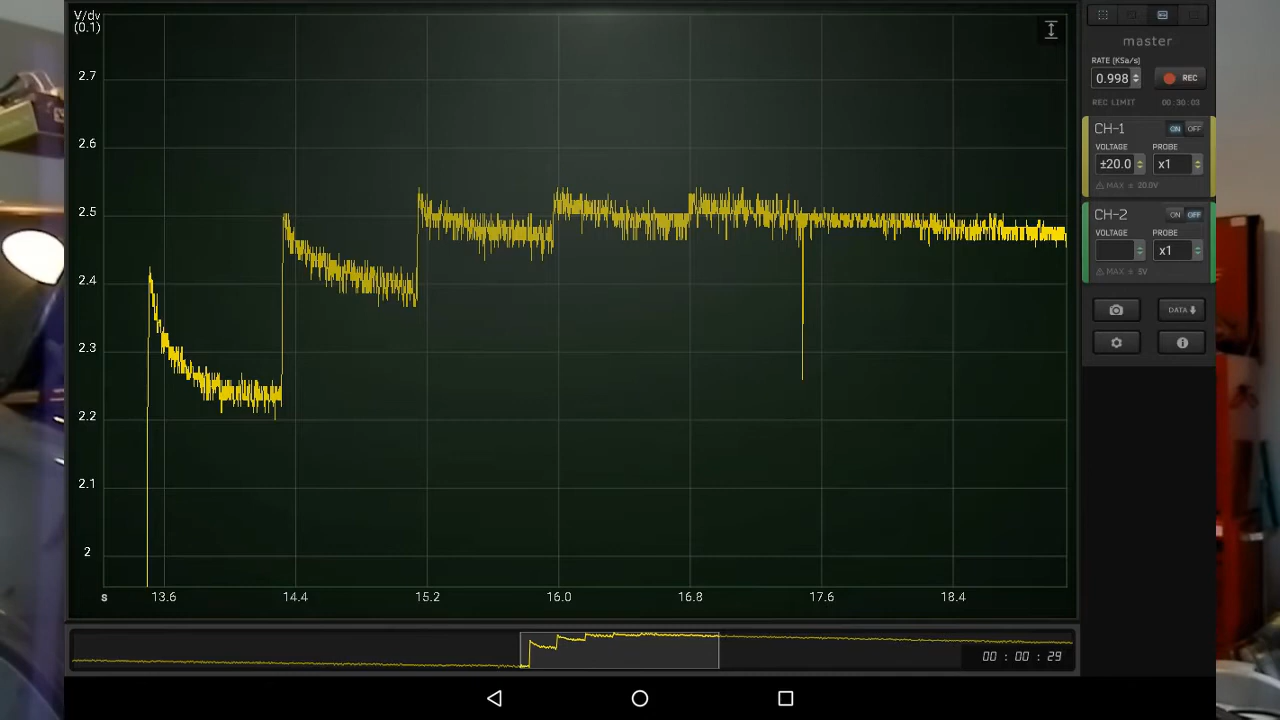 V/dv
(0.1)
2.7
2.6
2.5
2.4
2.3
2.2
2.1
2
s
13.6
14.4
15.2
16.0
16.8
17.6
18.4
00 : 00 : 29
master
RATE (KSa/s)
0.998
REC
REC LIMIT 00:30:03
CH-1
ON OFF
VOLTAGE PROBE
±20.0 x1
MAX ± 20.0V
CH-2
ON OFF
VOLTAGE PROBE
x1
MAX ± 5V
DATA